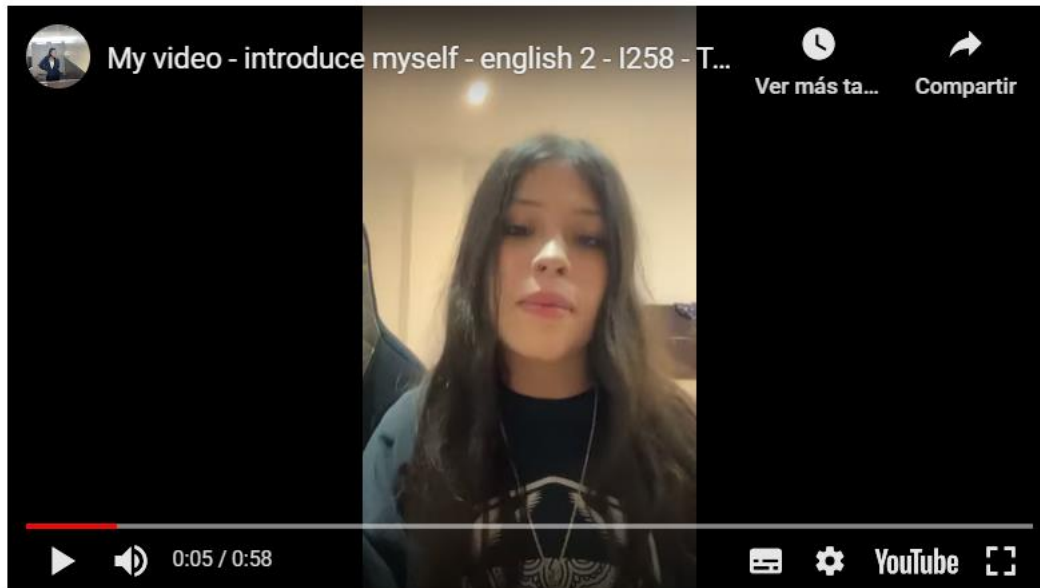 My video - introduce myself - english 2 - I258 - T...
Ver más ta...
Compartir
0:05 / 0:58
YouTube